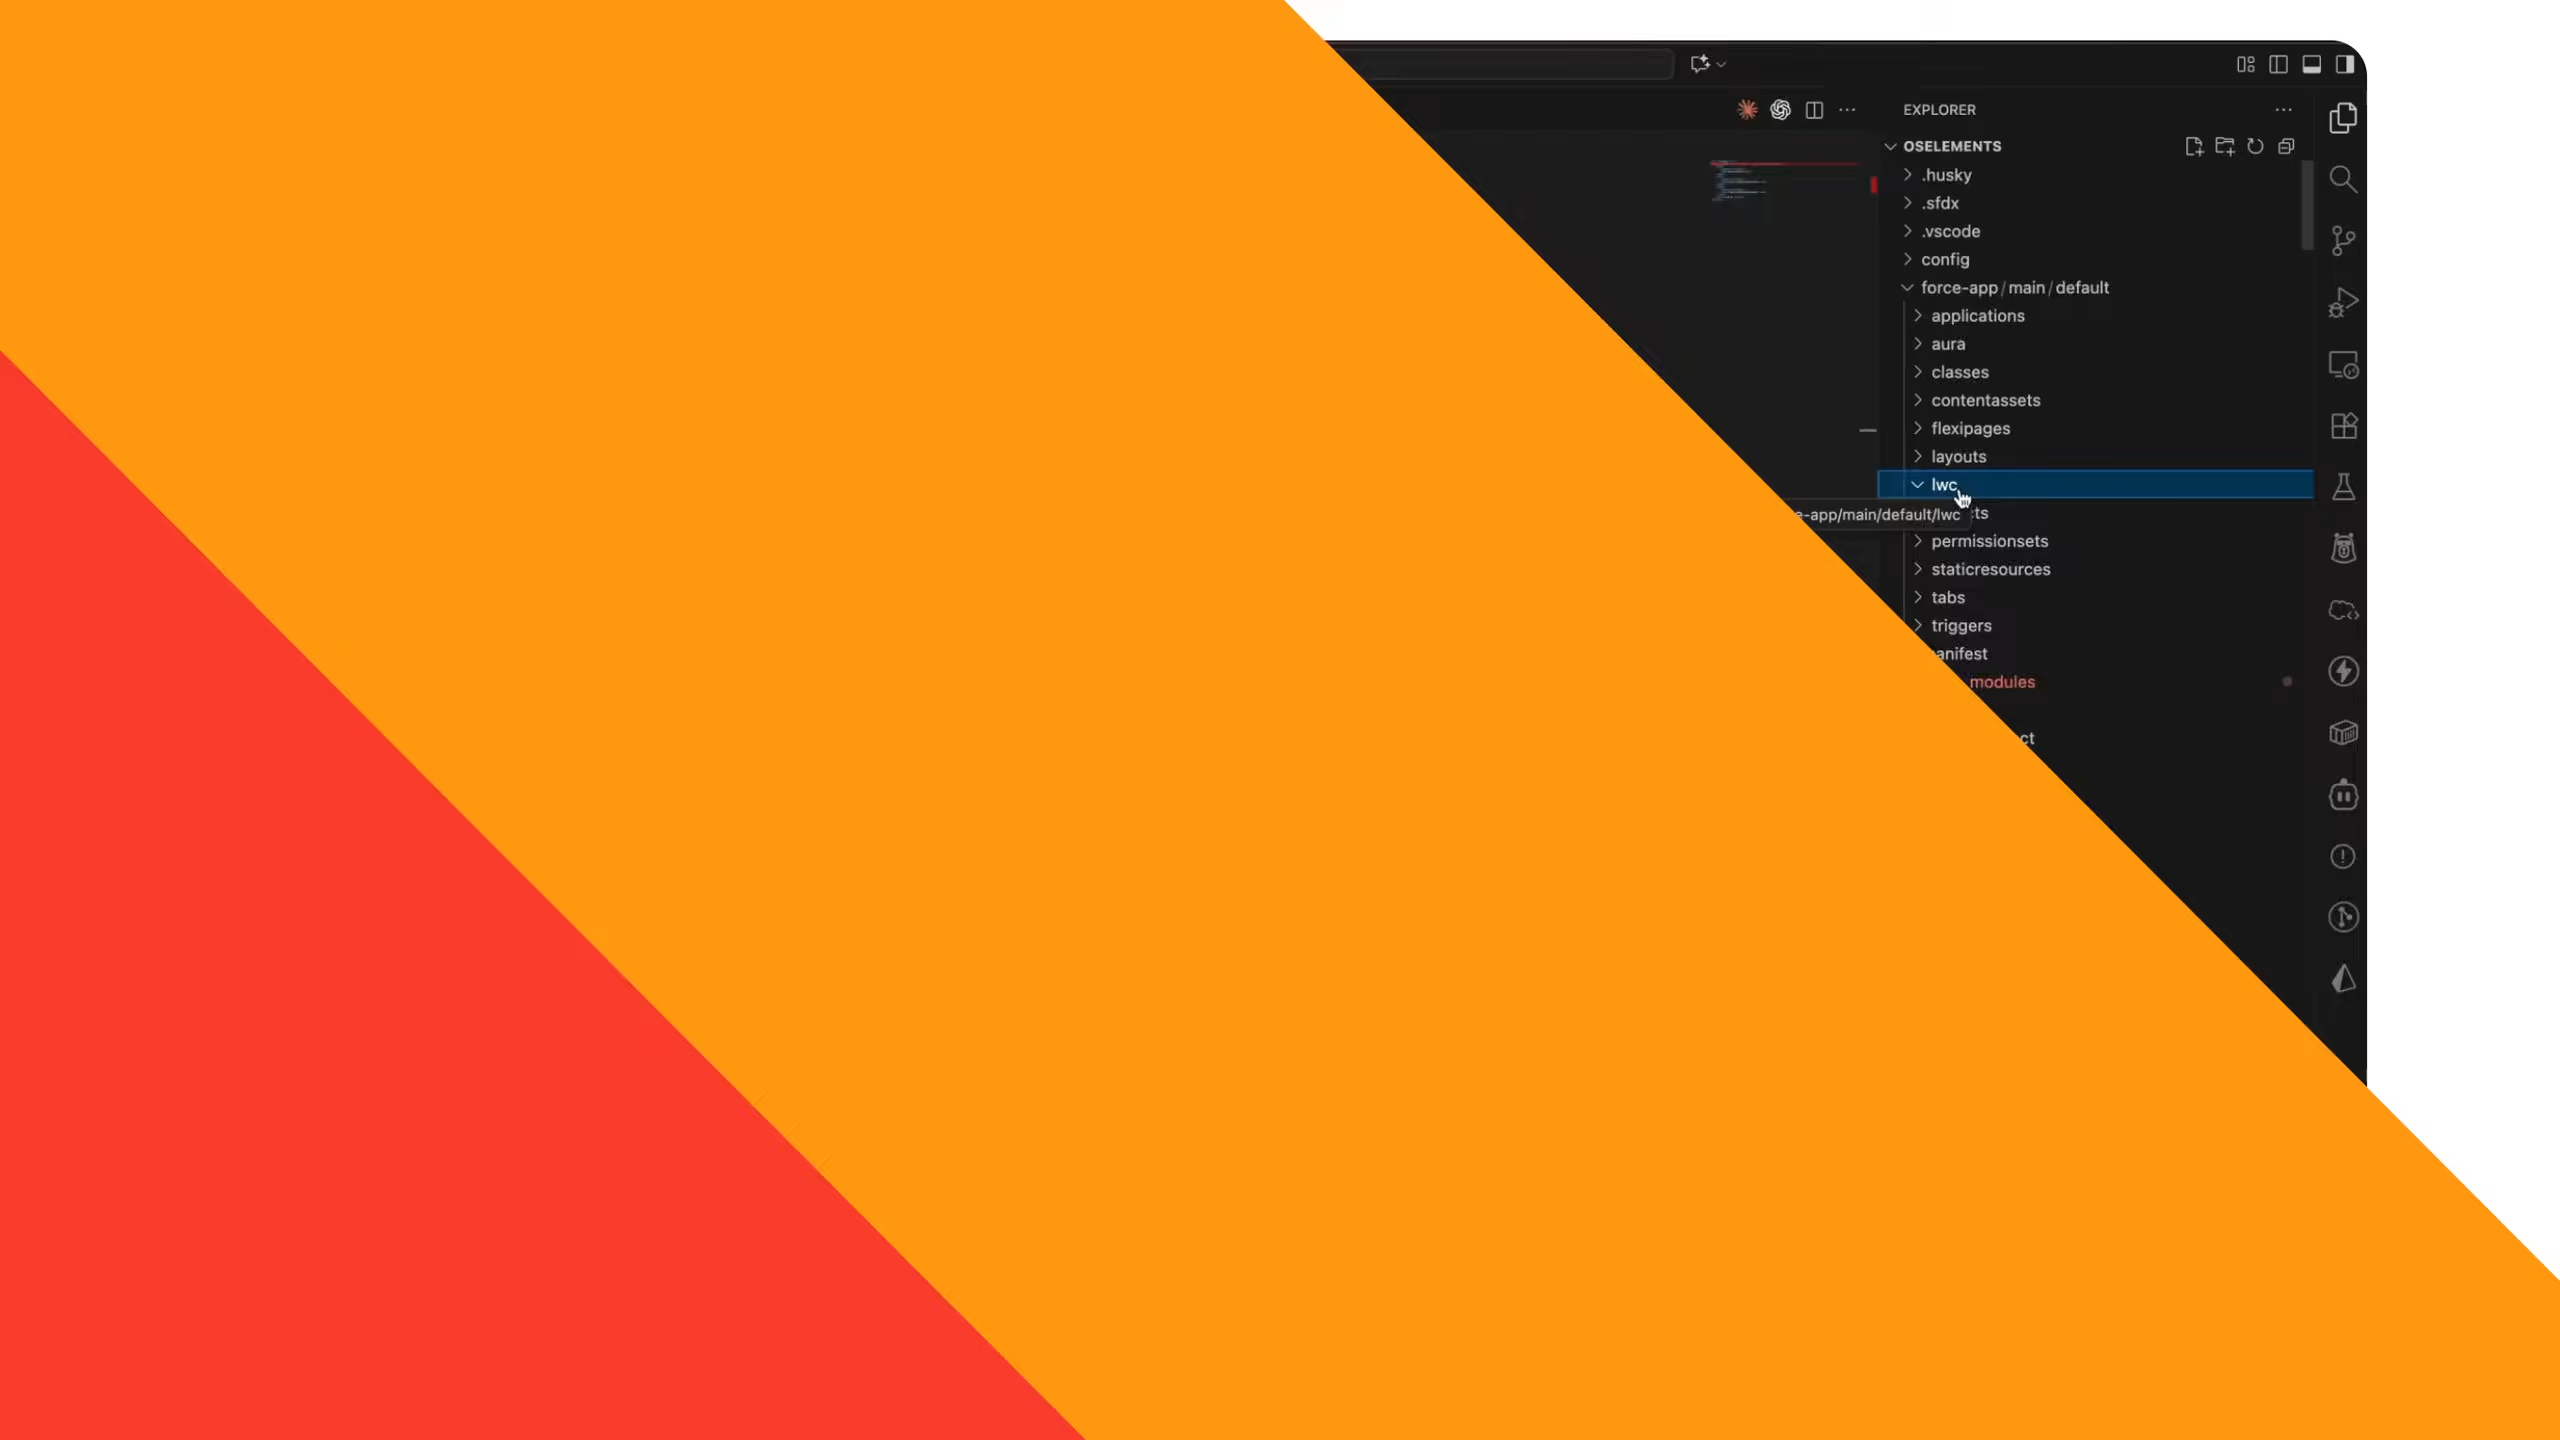 EXPLORER
OSELEMENTS
.husky
.sfdx
.vscode
config
force-app/main/default
applications
aura
classes
contentassets
flexipages
layouts
lwc
e-app/main/default/lwc
cts
permissionsets
staticresources
tabs
triggers
anifest
modules
ct